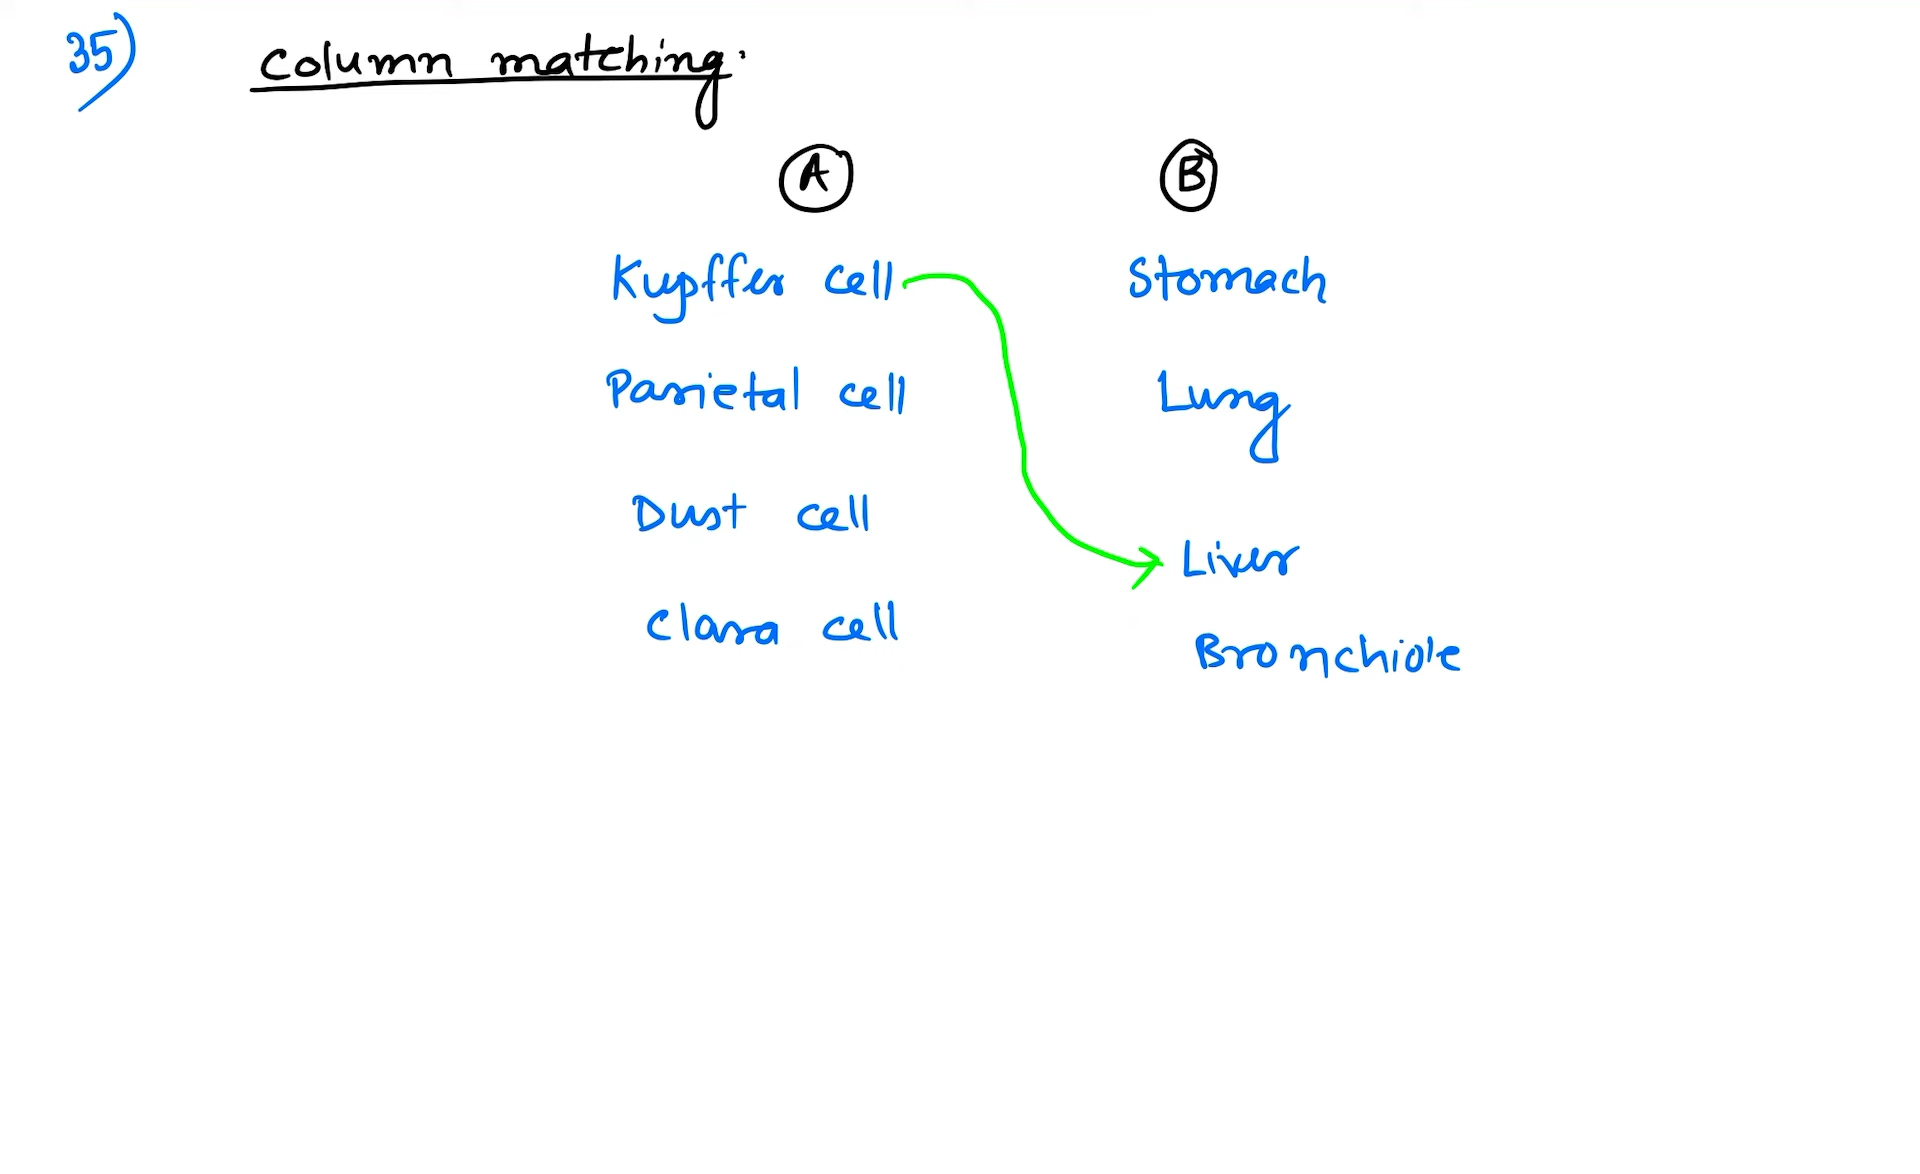 35) Column matching.
A B
Kupffer cell Stomach
Parietal cell Lung
Dust cell Liver
Clara cell Bronchiole